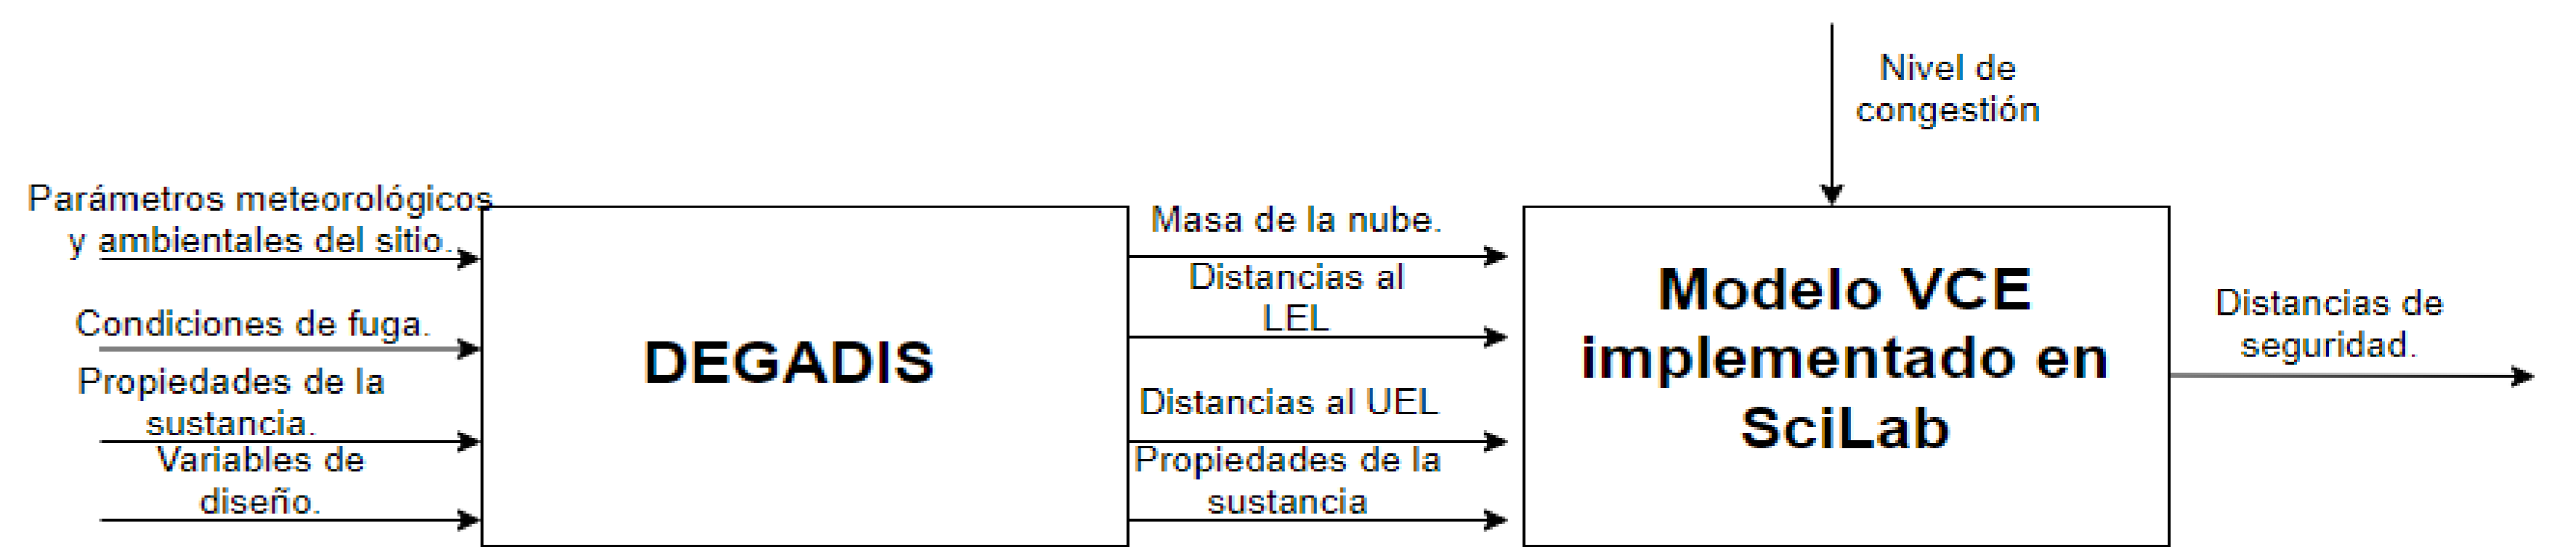 Nivel de
congestión
Parámetros meteorológicos
y ambientales del sitio.
Condiciones de fuga.
Propiedades de la
sustancia.
Variables de
diseño.
DEGADIS
Masa de la nube.
Distancias al
LEL
Distancias al UEL
Propiedades de la
sustancia
Modelo VCE
implementado en
SciLab
Distancias de
seguridad.